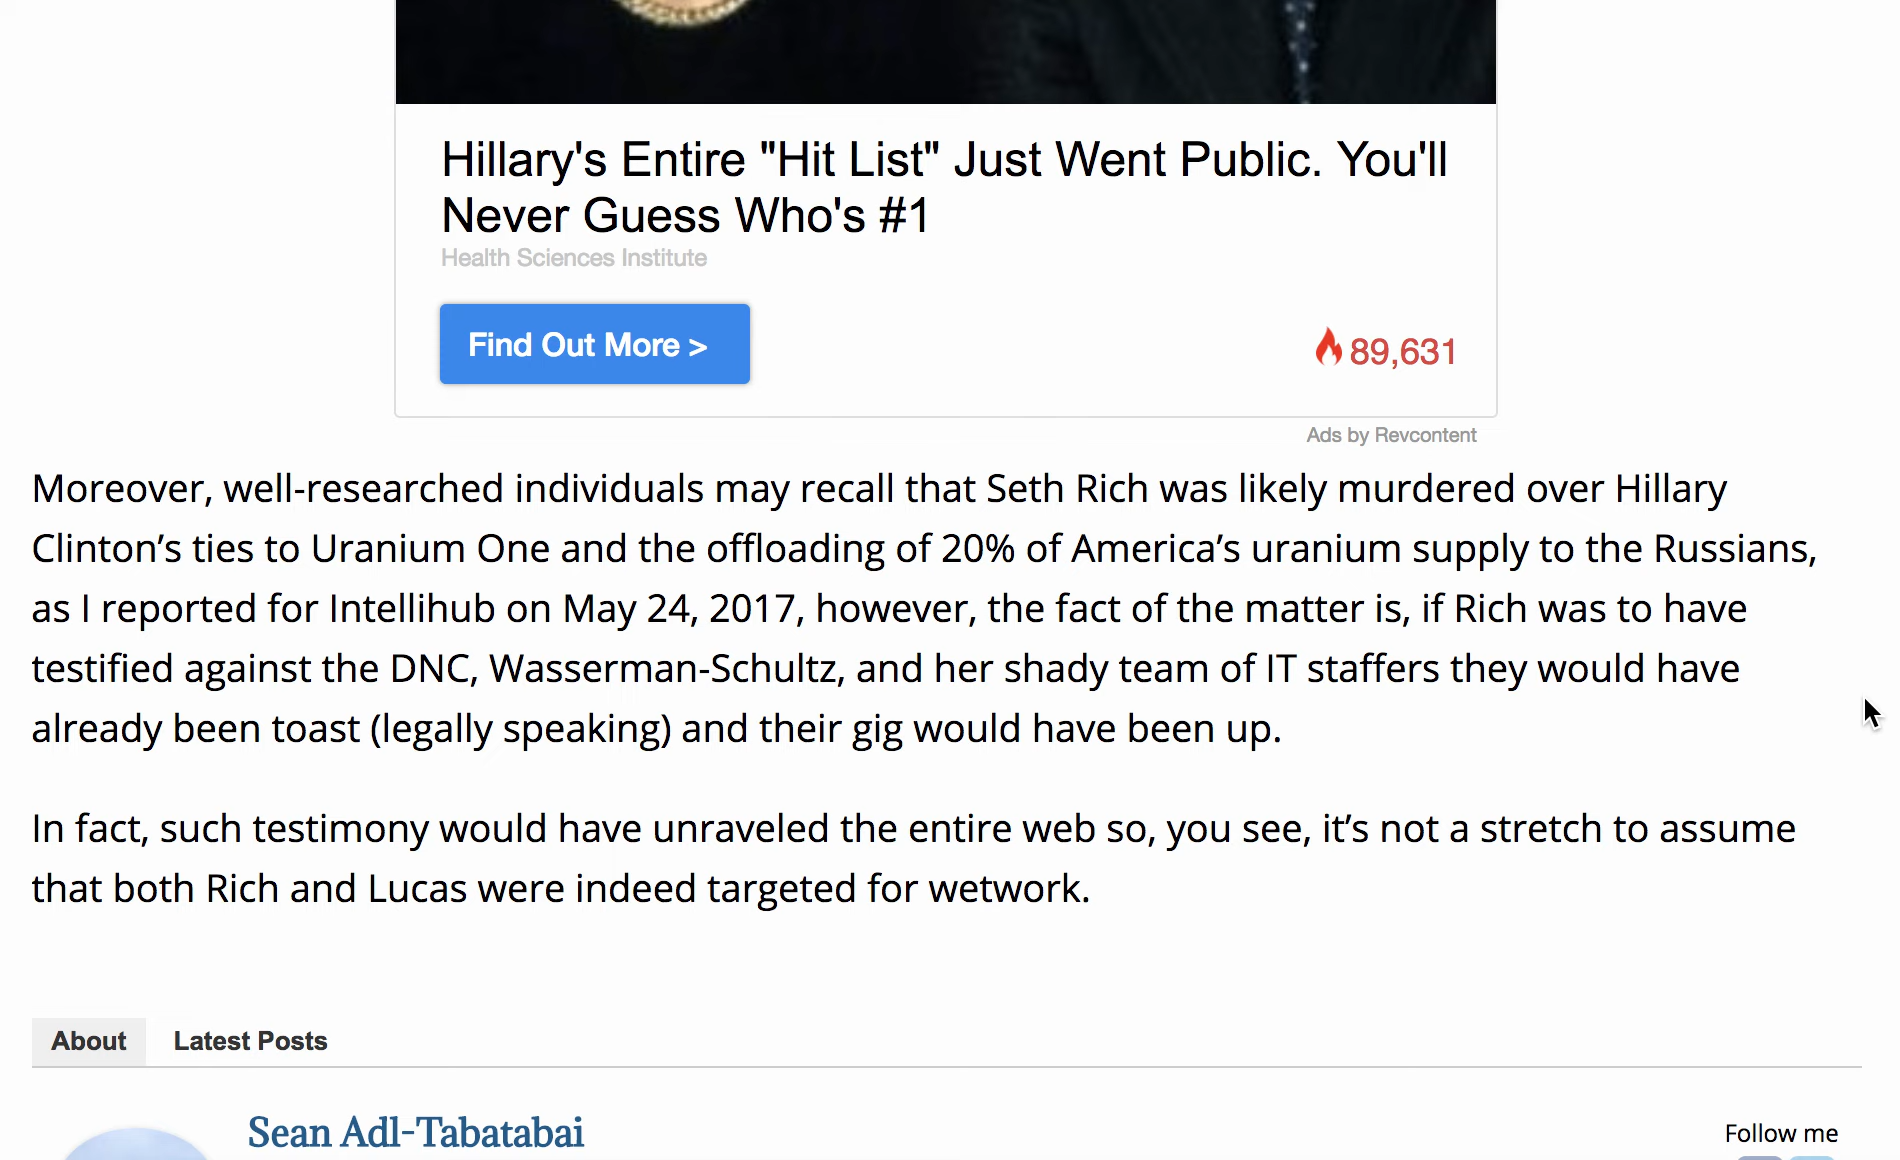 Hillary's Entire "Hit List" Just Went Public. You'll
Never Guess Who's #1
Health Sciences Institute
Find Out More >
89,631
Ads by Revcontent
Moreover, well-researched individuals may recall that Seth Rich was likely murdered over Hillary
Clinton’s ties to Uranium One and the offloading of 20% of America’s uranium supply to the Russians,
as I reported for Intellihub on May 24, 2017, however, the fact of the matter is, if Rich was to have
testified against the DNC, Wasserman-Schultz, and her shady team of IT staffers they would have
already been toast (legally speaking) and their gig would have been up.
In fact, such testimony would have unraveled the entire web so, you see, it’s not a stretch to assume
that both Rich and Lucas were indeed targeted for wetwork.
About
Latest Posts
Sean Adl-Tabatabai
Follow me